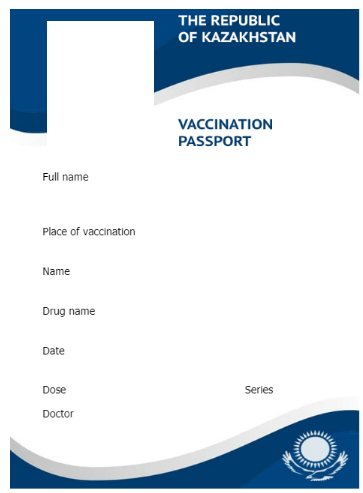 THE REPUBLIC
OF KAZAKHSTAN
VACCINATION
PASSPORT
Full name
Place of vaccination
Name
Drug name
Date
Dose Series
Doctor